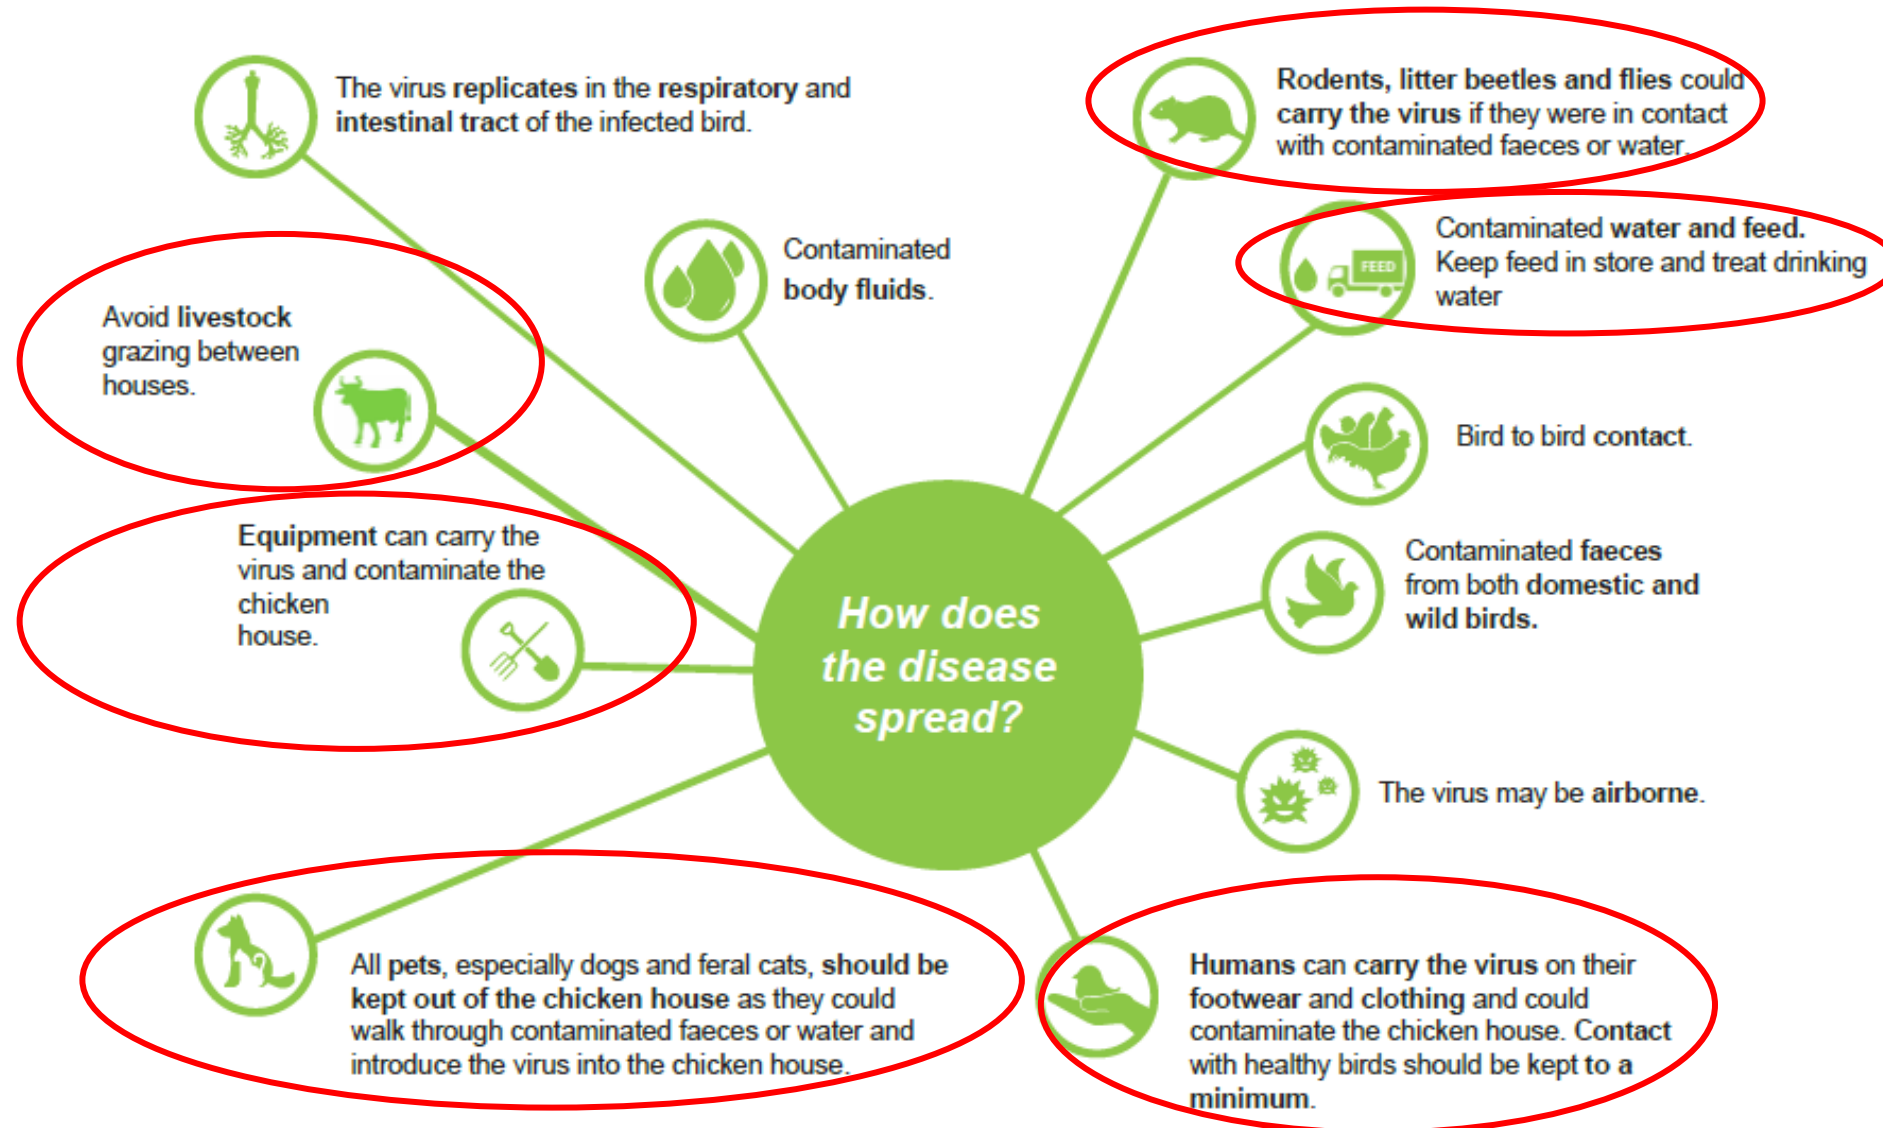 The virus replicates in the respiratory and
intestinal tract of the infected bird.
Rodents, litter beetles and flies could
carry the virus if they were in contact
with contaminated faeces or water.
Contaminated
body fluids.
FEED
Contaminated water and feed.
Keep feed in store and treat drinking
water
Avoid livestock
grazing between
houses.
Bird to bird contact.
Equipment can carry the
virus and contaminate the
chicken
house.
Contaminated faeces
from both domestic and
wild birds.
How does
the disease
spread?
The virus may be airborne.
All pets, especially dogs and feral cats, should be
kept out of the chicken house as they could
walk through contaminated faeces or water and
introduce the virus into the chicken house.
Humans can carry the virus on their
footwear and clothing and could
contaminate the chicken house. Contact
with healthy birds should be kept to a
minimum.